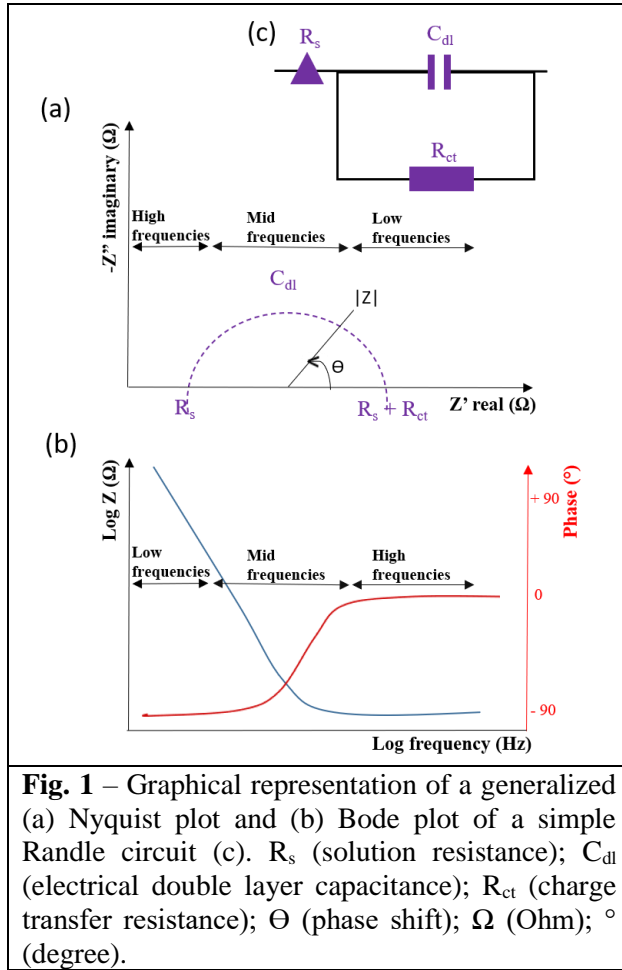 (c)
Rs
Cdl
Rct
(a)
-Z” imaginary (Ω)
High frequencies
Mid frequencies
Low frequencies
Cdl
|Z|
Ɵ
Rs
Rs + Rct
Z’ real (Ω)
(b)
Log Z (Ω)
Phase (°)
+ 90
Low frequencies
Mid frequencies
High frequencies
0
- 90
Log frequency (Hz)
Fig. 1 – Graphical representation of a generalized
(a) Nyquist plot and (b) Bode plot of a simple
Randle circuit (c). Rs (solution resistance); Cdl
(electrical double layer capacitance); Rct (charge
transfer resistance); Ɵ (phase shift); Ω (Ohm); °
(degree).